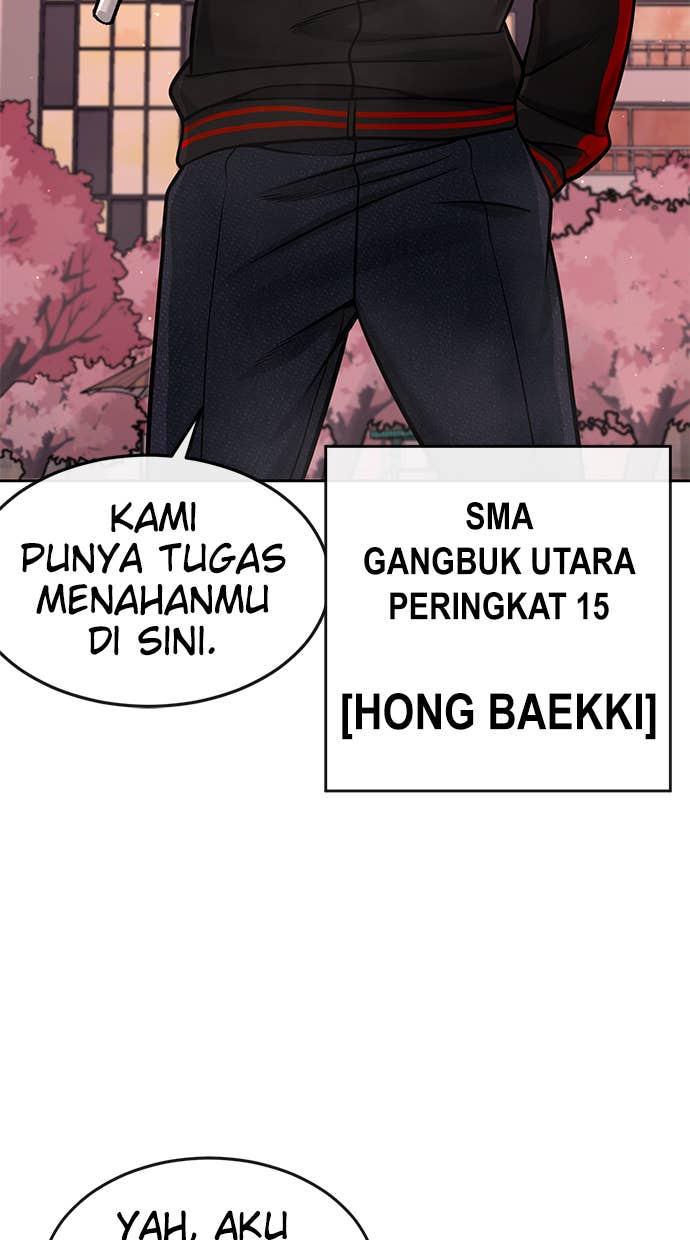 KAMI
PUNYA TUGAS
MENAHANMU
DI SINI.
SMA
GANGBUK UTARA
PERINGKAT 15
[HONG BAEKKI]
YAH, AKU